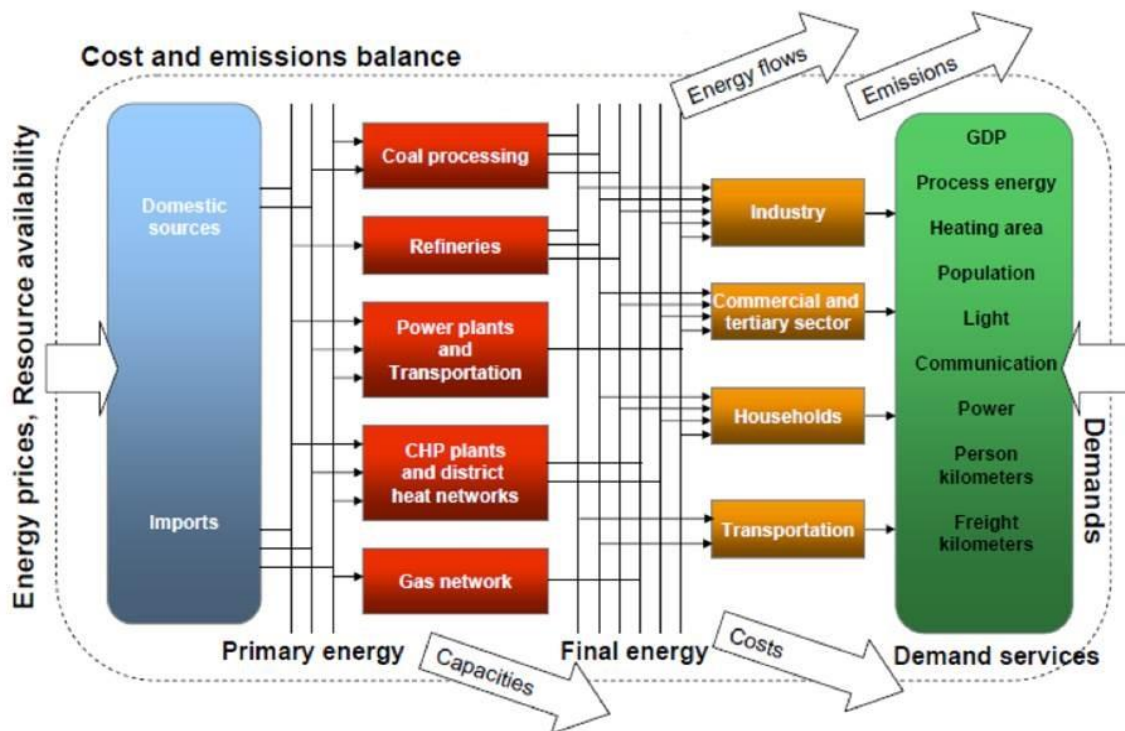 Cost and emissions balance
Energy flows
Emissions
Energy prices, Resource availability
Domestic
sources
Imports
Coal processing
Refineries
Power plants
and
Transportation
CHP plants
and district
heat networks
Gas network
Industry
Commercial and
tertiary sector
Households
Transportation
GDP
Process energy
Heating area
Population
Light
Communication
Power
Person
kilometers
Freight
kilometers
Demands
Primary energy
Capacities
Final energy
Costs
Demand services